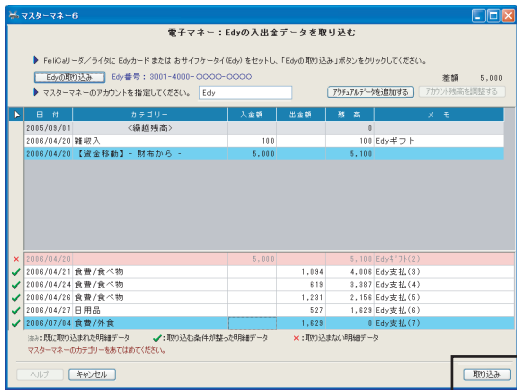 マスターマネー6
電子マネー：Edyの入出金データを取り込む
FeliCaリーダ／ライタに Edyカード または おサイフケータイ(Edy) をセットし、「Edyの取り込み」ボタンをクリックしてください。
Edyの取り込み Edy番号：3001-4000-○○○○-○○○○ 差額 5,000
マスターマネーのアカウントを指定してください。 Edy アクチュアルデータを追加する アカウント残高を調整する
日 付 カテゴリー 入金額 出金額 残 高 メ モ
2005/09/01 〈繰越残高〉 0
2006/04/20 雑収入 100 100 Edyギフト
2006/04/20 【資金移動】- 財布から - 5,000 5,100
× 2006/04/20 5,000 5,100 Edyギフト(2)
2006/04/21 食費/食べ物 1,094 4,006 Edy支払(3)
2006/04/24 食費/食べ物 619 3,387 Edy支払(4)
2006/04/26 食費/食べ物 1,231 2,156 Edy支払(5)
2006/04/27 日用品 527 1,629 Edy支払(6)
2006/07/04 食費/外食 1,629 0 Edy支払(7)
済み：既に取り込まれた明細データ ✓：取り込む条件が整った明細データ ×：取り込まない明細データ
マスターマネーのカテゴリーをあてはめてください。
ヘルプ キャンセル 取り込み